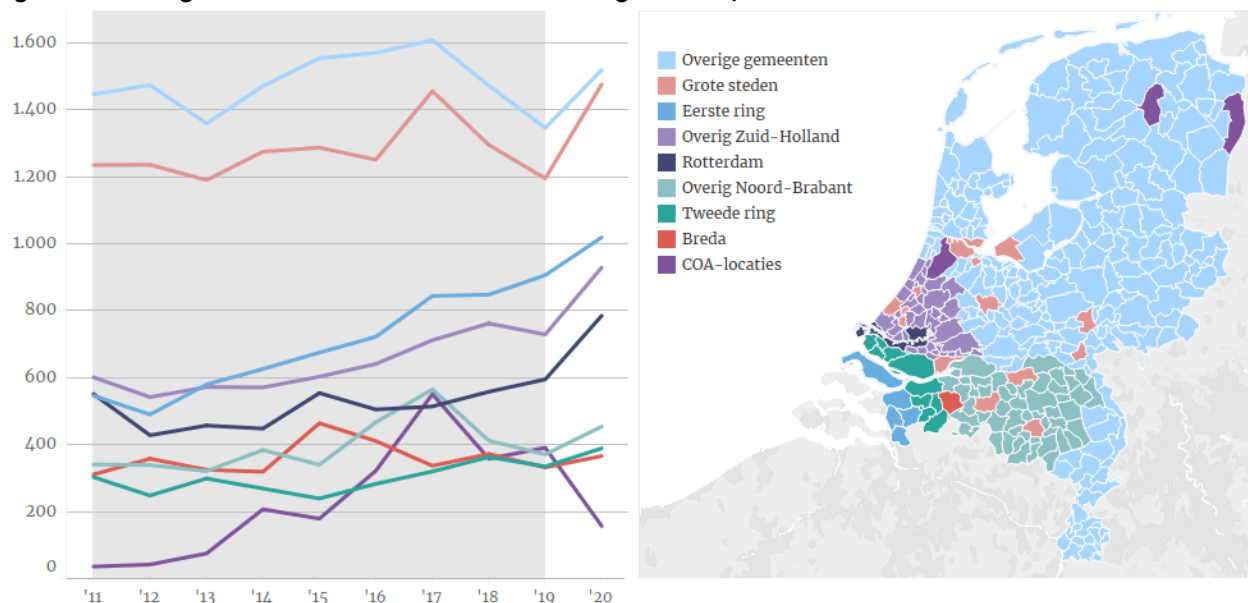 1.600
1.400
1.200
1.000
800
600
400
200
0
'11 '12 '13 '14 '15 '16 '17 '18 '19 '20
Overige gemeenten
Grote steden
Eerste ring
Overig Zuid-Holland
Rotterdam
Overig Noord-Brabant
Tweede ring
Breda
COA-locaties